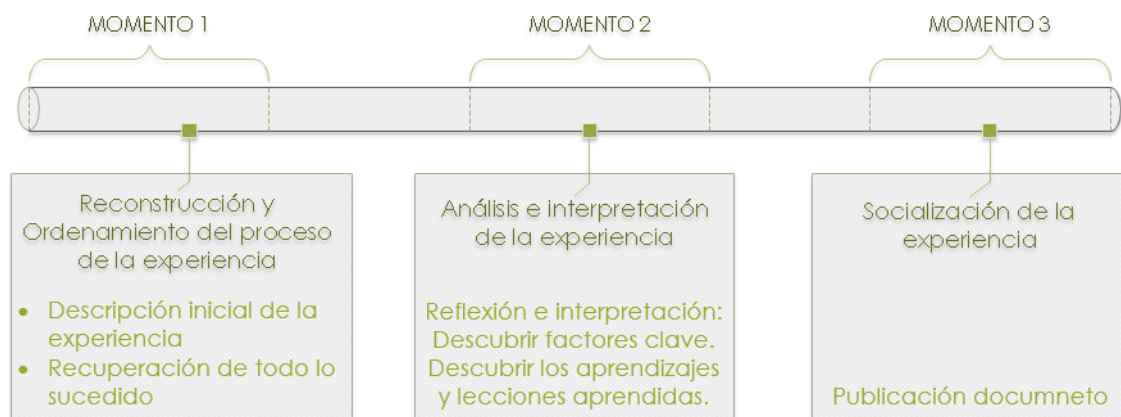 MOMENTO 1
MOMENTO 2
MOMENTO 3
Reconstrucción y
Ordenamiento del proceso
de la experiencia
• Descripción inicial de la
experiencia
• Recuperación de todo lo
sucedido
Análisis e interpretación
de la experiencia
Reflexión e interpretación:
Descubrir factores clave.
Descubrir los aprendizajes
y lecciones aprendidas.
Socialización de la
experiencia
Publicación documneto